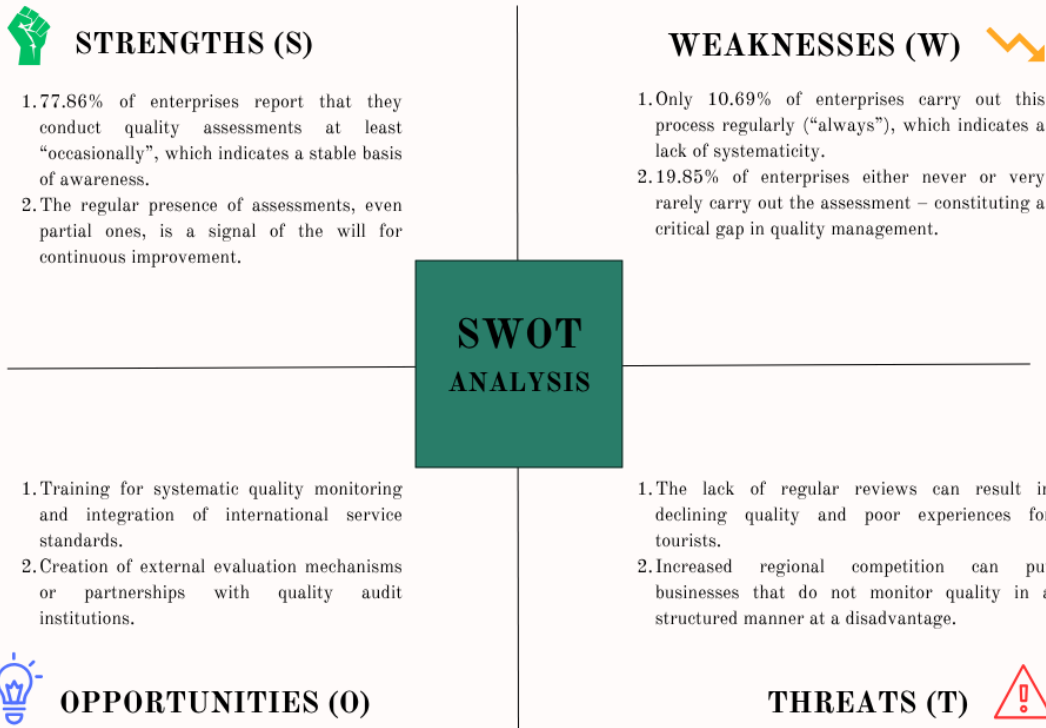 STRENGTHS (S)
1. 77.86% of enterprises report that they
conduct quality assessments at least
“occasionally”, which indicates a stable basis
of awareness.
2. The regular presence of assessments, even
partial ones, is a signal of the will for
continuous improvement.
WEAKNESSES (W)
1. Only 10.69% of enterprises carry out this
process regularly (“always”), which indicates a
lack of systematicity.
2. 19.85% of enterprises either never or very
rarely carry out the assessment – constituting a
critical gap in quality management.
SWOT
ANALYSIS
1. Training for systematic quality monitoring
and integration of international service
standards.
2. Creation of external evaluation mechanisms
or partnerships with quality audit
institutions.
OPPORTUNITIES (O)
1. The lack of regular reviews can result in
declining quality and poor experiences for
tourists.
2. Increased regional competition can put
businesses that do not monitor quality in a
structured manner at a disadvantage.
THREATS (T)